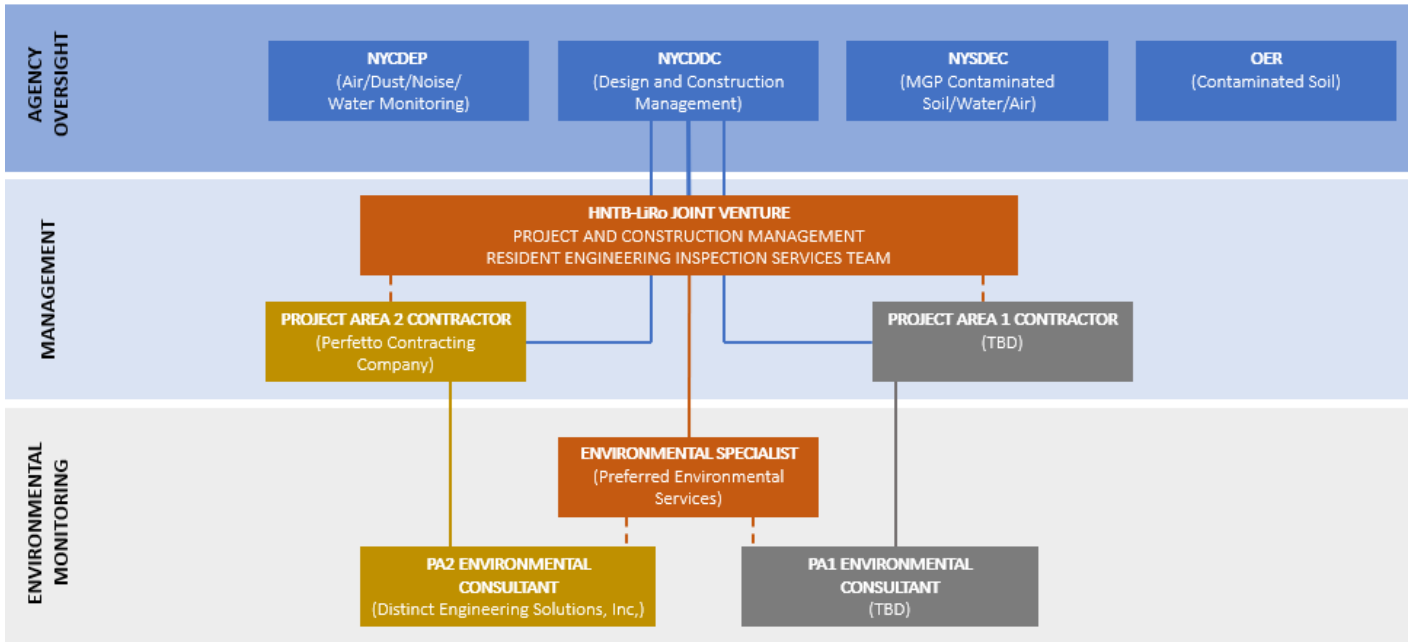 AGENCY
OVERSIGHT
NYCDEP
(Air/Dust/Noise/
Water Monitoring)
NYCDDC
(Design and Construction
Management)
NYSDEC
(MGP Contaminated
Soil/Water/Air)
OER
(Contaminated Soil)
MANAGEMENT
HNTB-LiRo JOINT VENTURE
PROJECT AND CONSTRUCTION MANAGEMENT
RESIDENT ENGINEERING INSPECTION SERVICES TEAM
PROJECT AREA 2 CONTRACTOR
(Perfetto Contracting
Company)
PROJECT AREA 1 CONTRACTOR
(TBD)
ENVIRONMENTAL
MONITORING
ENVIRONMENTAL SPECIALIST
(Preferred Environmental
Services)
PA2 ENVIRONMENTAL
CONSULTANT
(Distinct Engineering Solutions, Inc,)
PA1 ENVIRONMENTAL
CONSULTANT
(TBD)